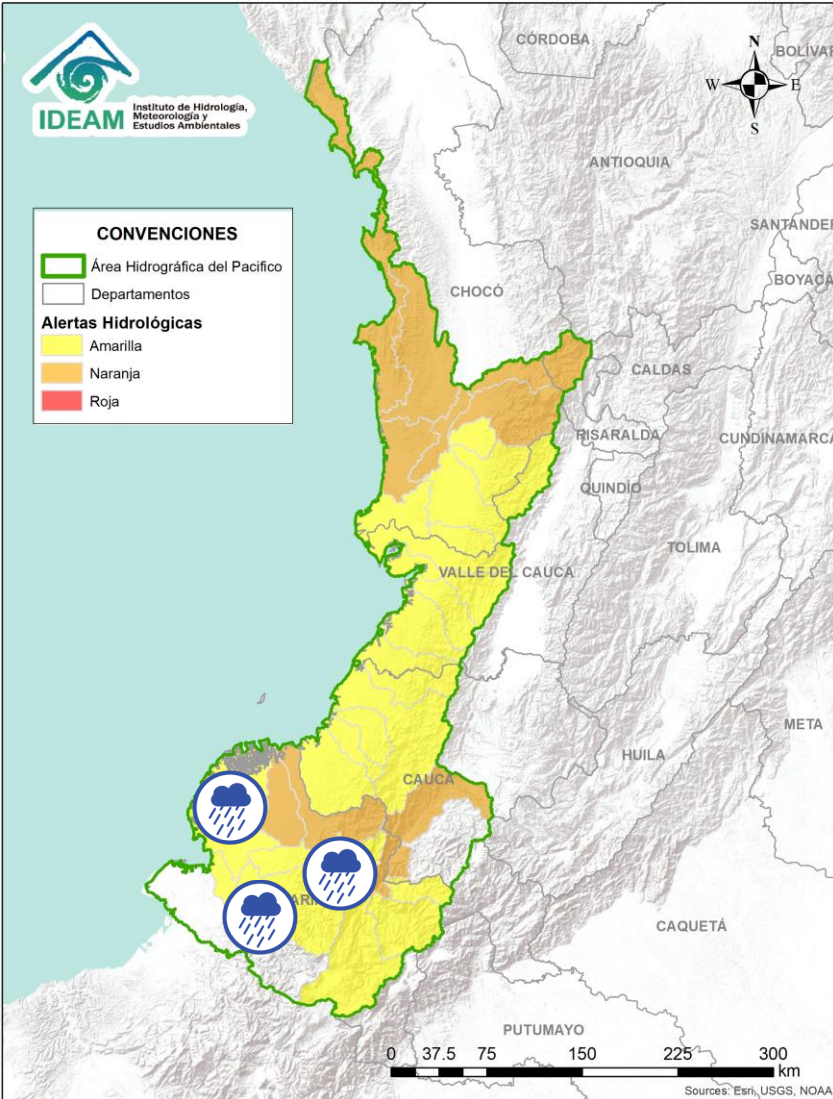 IDEAM
Instituto de Hidrología,
Meteorología y
Estudios Ambientales
CONVENCIONES
Área Hidrográfica del Pacifico
Departamentos
Alertas Hidrológicas
Amarilla
Naranja
Roja
N
W
E
S
CÓRDOBA
BOLÍVAR
ANTIOQUIA
SANTANDER
BOYACÁ
CHOCÓ
CALDAS
RISARALDA
CUNDINAMARCA
QUINDÍO
TOLIMA
VALLE DEL CAUCA
META
HUILA
CAUCA
ARI
CAQUETÁ
PUTUMAYO
0 37.5 75 150 225 300
km
Sources: Esri, USGS, NOAA